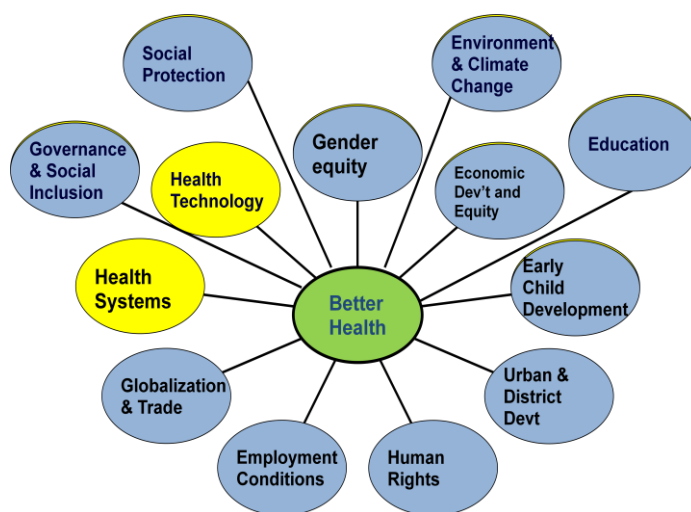 Social
Protection
Environment
& Climate
Change
Governance
& Social
Inclusion
Health
Technology
Gender
equity
Economic
Dev't and
Equity
Education
Health
Systems
Better
Health
Early
Child
Development
Globalization
& Trade
Urban &
District
Devt
Employment
Conditions
Human
Rights